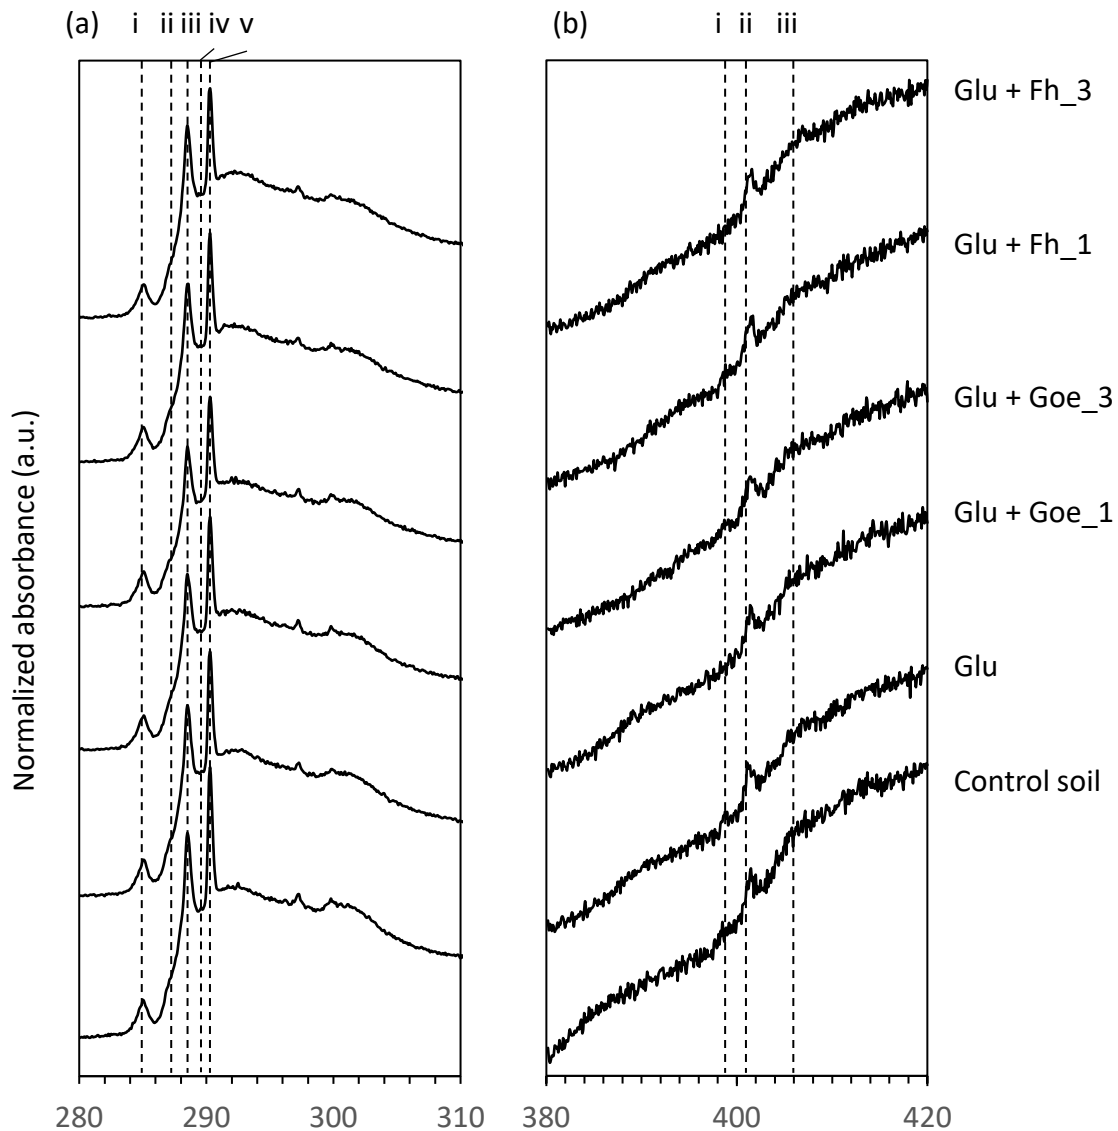 (a) i ii iii iv v
(b) i ii iii
Glu + Fh_3
Glu + Fh_1
Glu + Goe_3
Glu + Goe_1
Glu
Control soil
Normalized absorbance (a.u.)
280 290 300 310
380 400 420